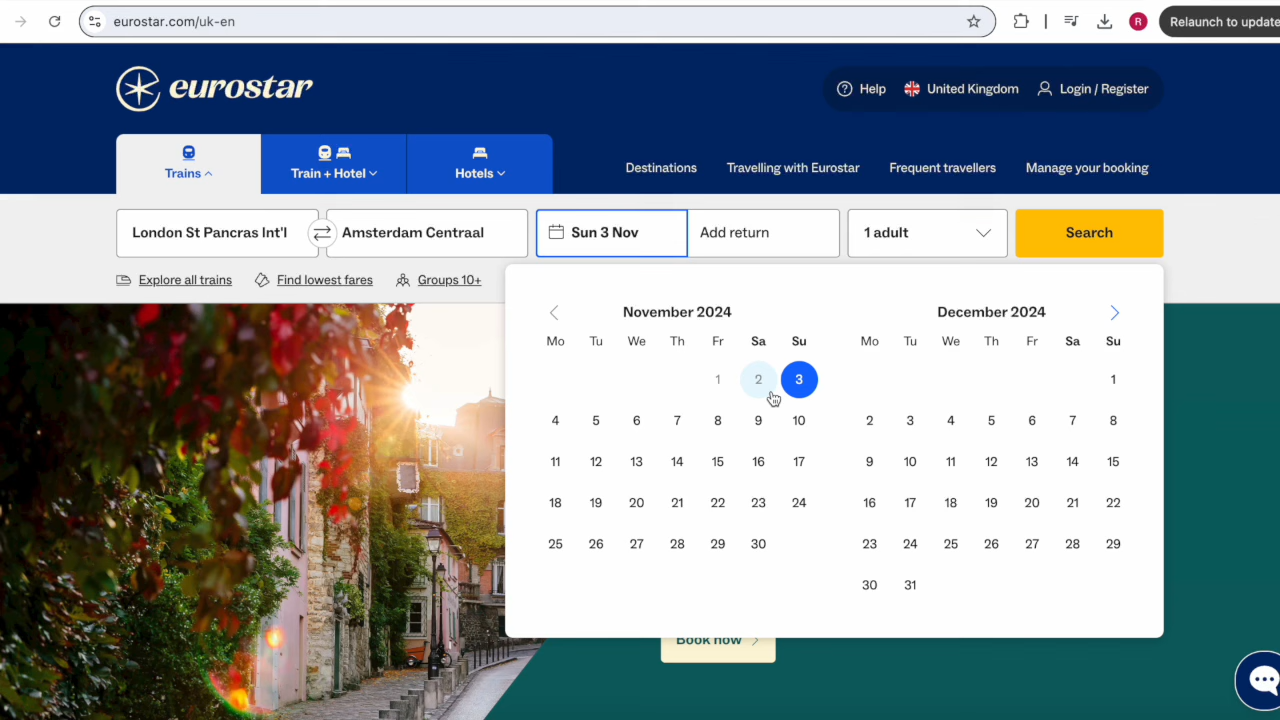 eurostar.com/uk-en
R
Relaunch to update
eurostar
Help
United Kingdom
Login / Register
Trains
Train + Hotel
Hotels
Destinations
Travelling with Eurostar
Frequent travellers
Manage your booking
London St Pancras Int'l
Amsterdam Centraal
Sun 3 Nov
Add return
1 adult
Search
Explore all trains
Find lowest fares
Groups 10+
November 2024
Mo Tu We Th Fr Sa Su
1 2 3
4 5 6 7 8 9 10
11 12 13 14 15 16 17
18 19 20 21 22 23 24
25 26 27 28 29 30
December 2024
Mo Tu We Th Fr Sa Su
1
2 3 4 5 6 7 8
9 10 11 12 13 14 15
16 17 18 19 20 21 22
23 24 25 26 27 28 29
30 31
Book now